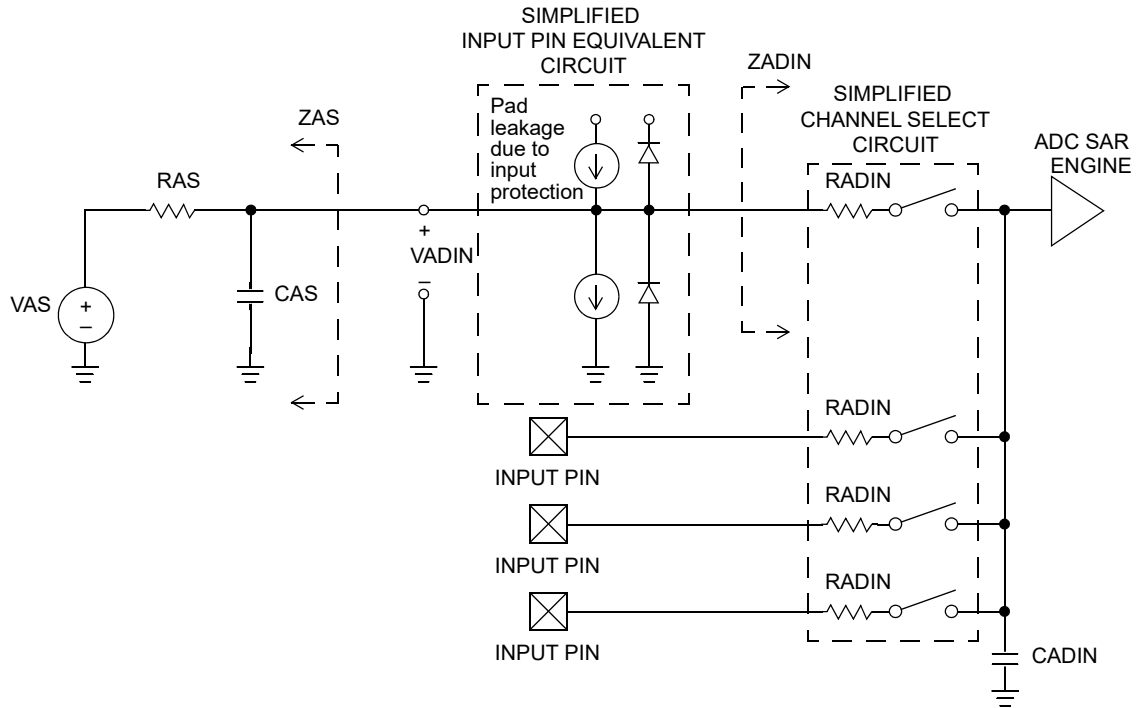 SIMPLIFIED
INPUT PIN EQUIVALENT
CIRCUIT
ZADIN
SIMPLIFIED
CHANNEL SELECT
CIRCUIT
ADC SAR
ENGINE
Pad
leakage
due to
input
protection
ZAS
RAS
RADIN
+
VADIN
–
CAS
VAS
+
–
RADIN
INPUT PIN
RADIN
INPUT PIN
RADIN
INPUT PIN
CADIN